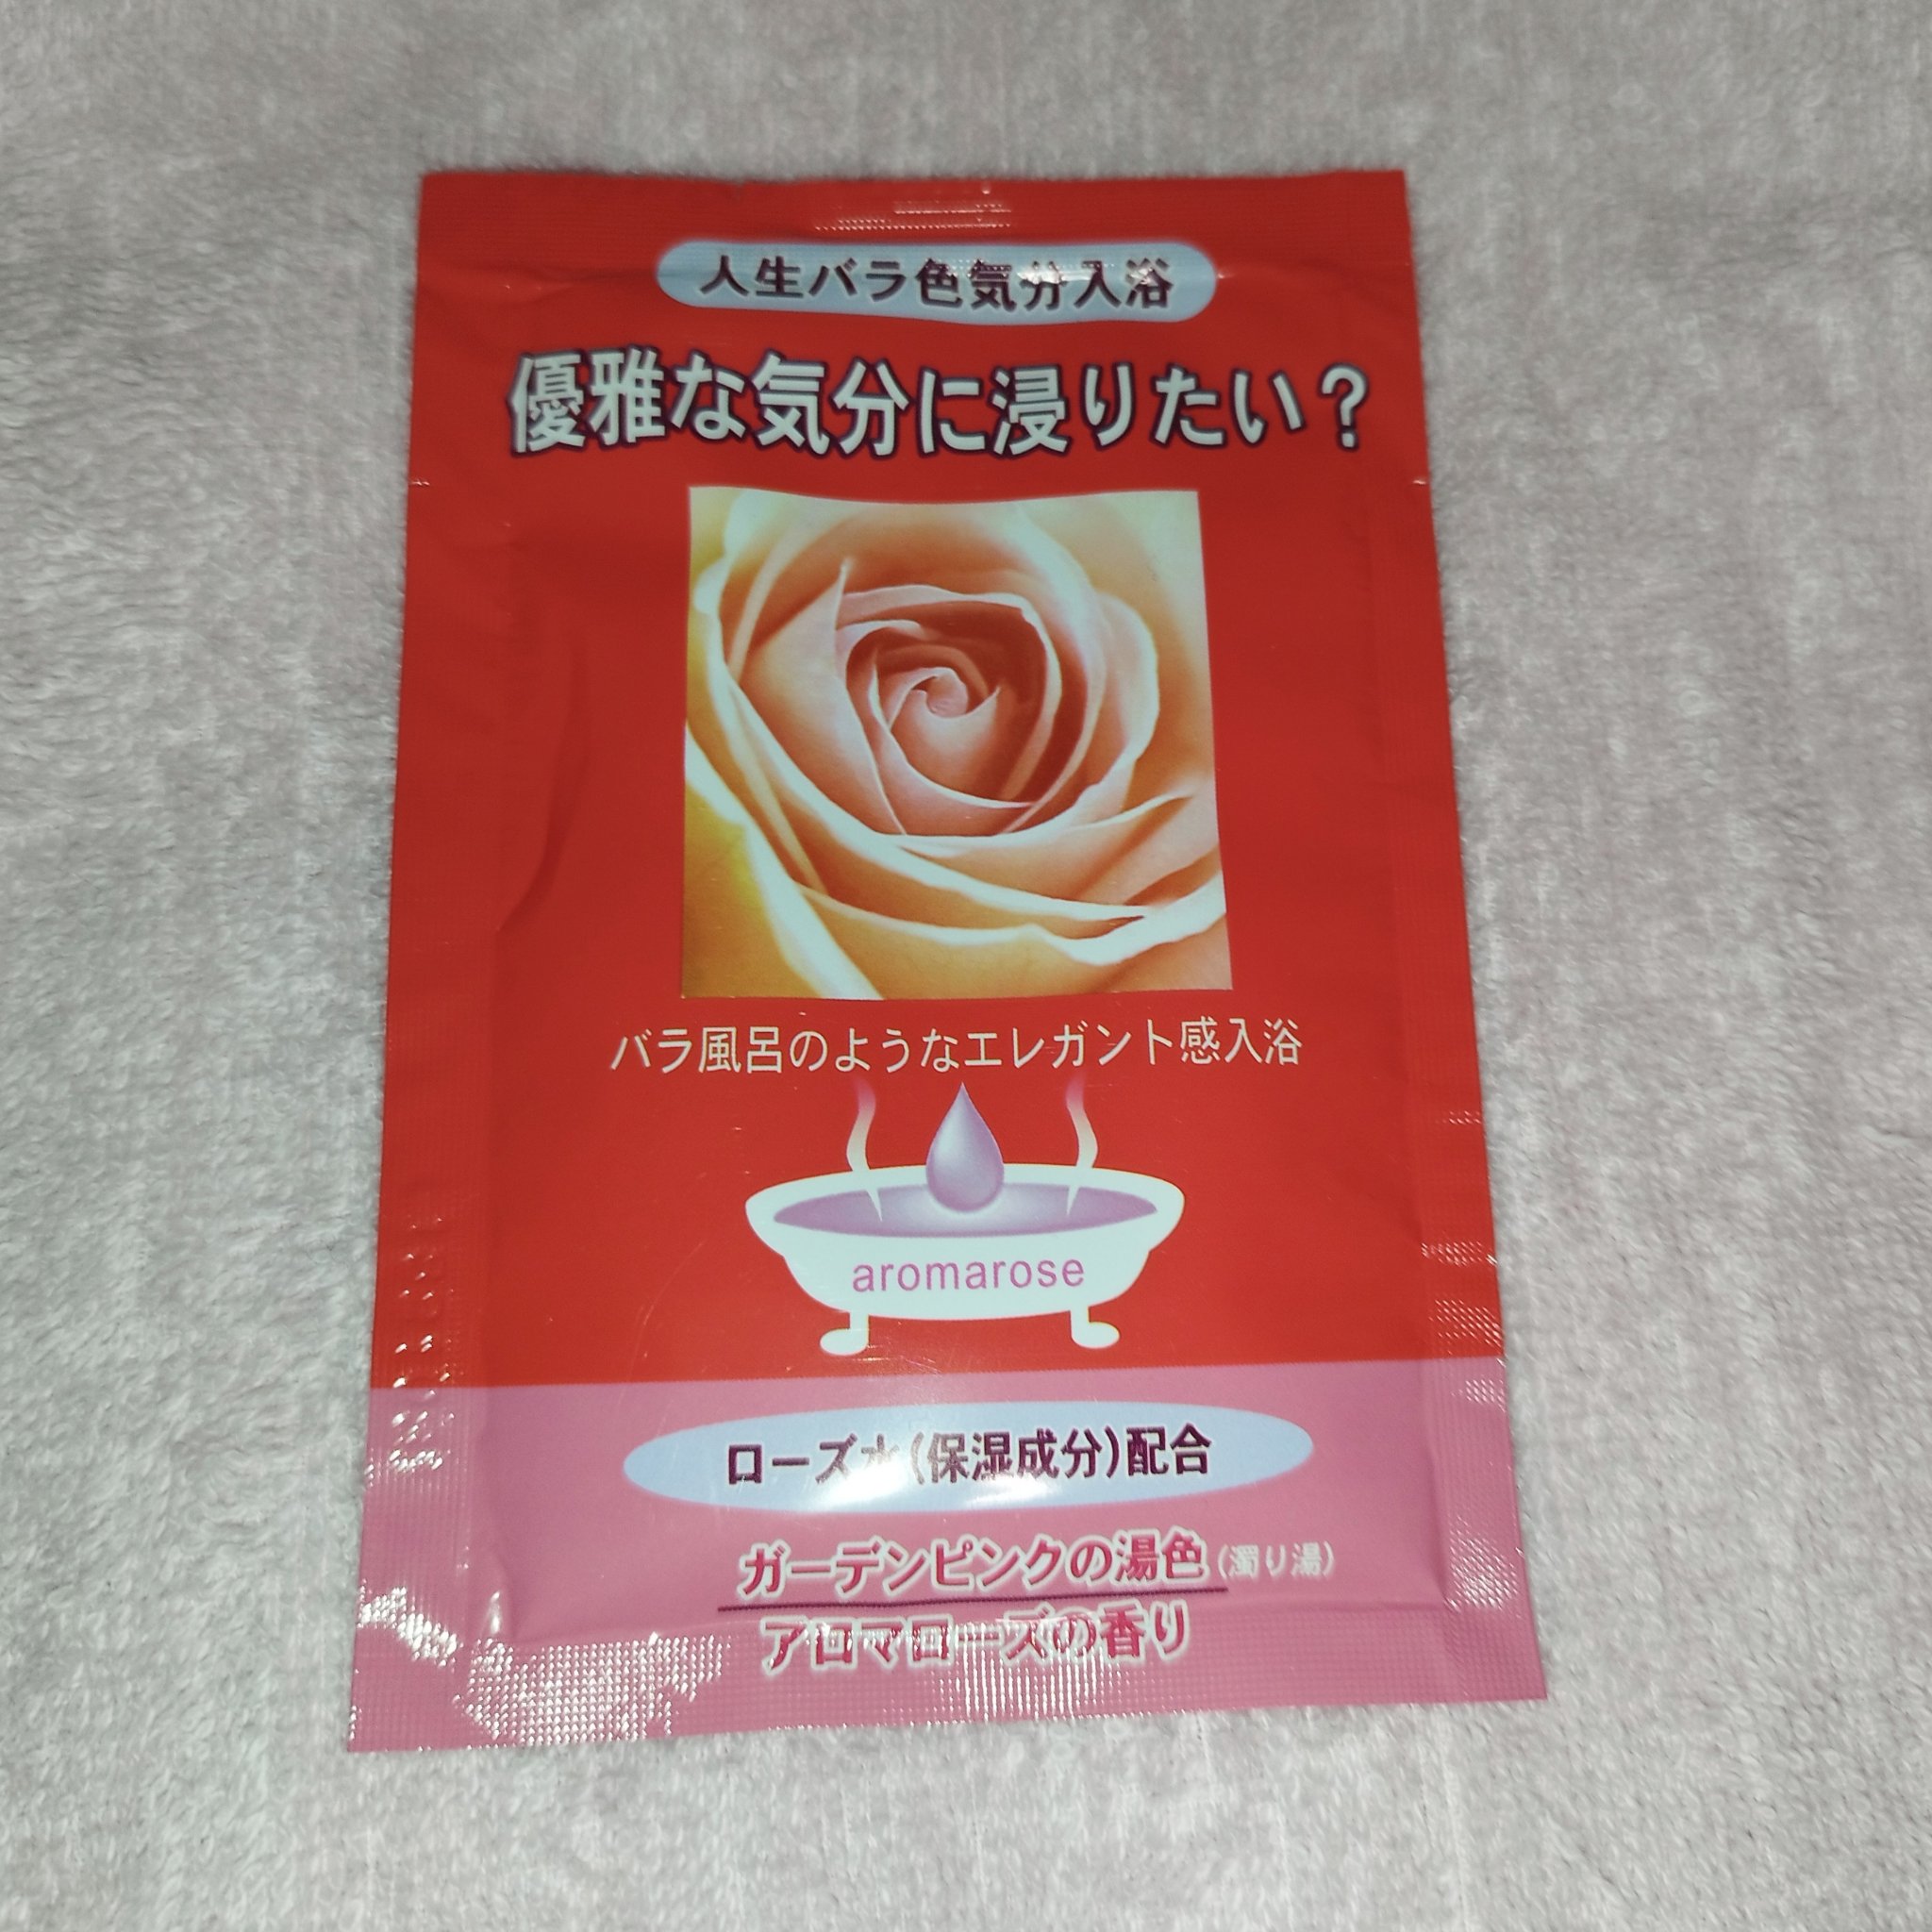 人生バラ色気分入浴
優雅な気分に浸りたい?
バラ風呂のようなエレガント感入浴
aromarose
ローズ水(保湿成分)配合
ガーデンピンクの湯色(濁り湯)
アロマローズの香り